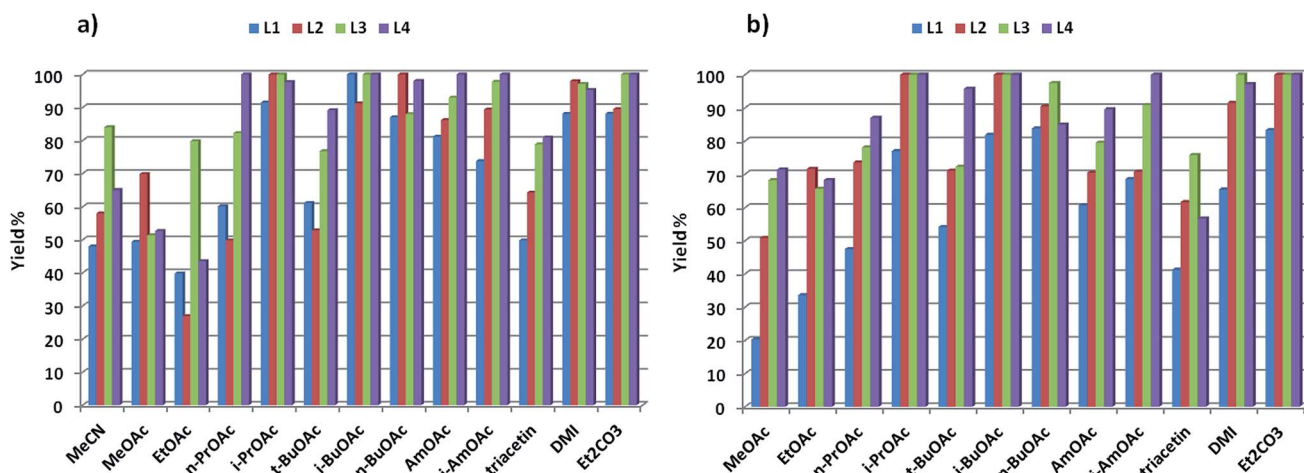 a)
L1 L2 L3 L4
Yield%
100
90
80
70
60
50
40
30
20
10
0
MeCN
MeOAc
EtOAc
n-PrOAc
i-PrOAc
t-BuOAc
i-BuOAc
n-BuOAc
AmOAc
i-AmOAc
triacetin
DMI
Et2CO3
b)
L1 L2 L3 L4
Yield%
100
90
80
70
60
50
40
30
20
10
0
MeOAc
EtOAc
n-PrOAc
i-PrOAc
t-BuOAc
i-BuOAc
n-BuOAc
AmOAc
i-AmOAc
triacetin
DMI
Et2CO3